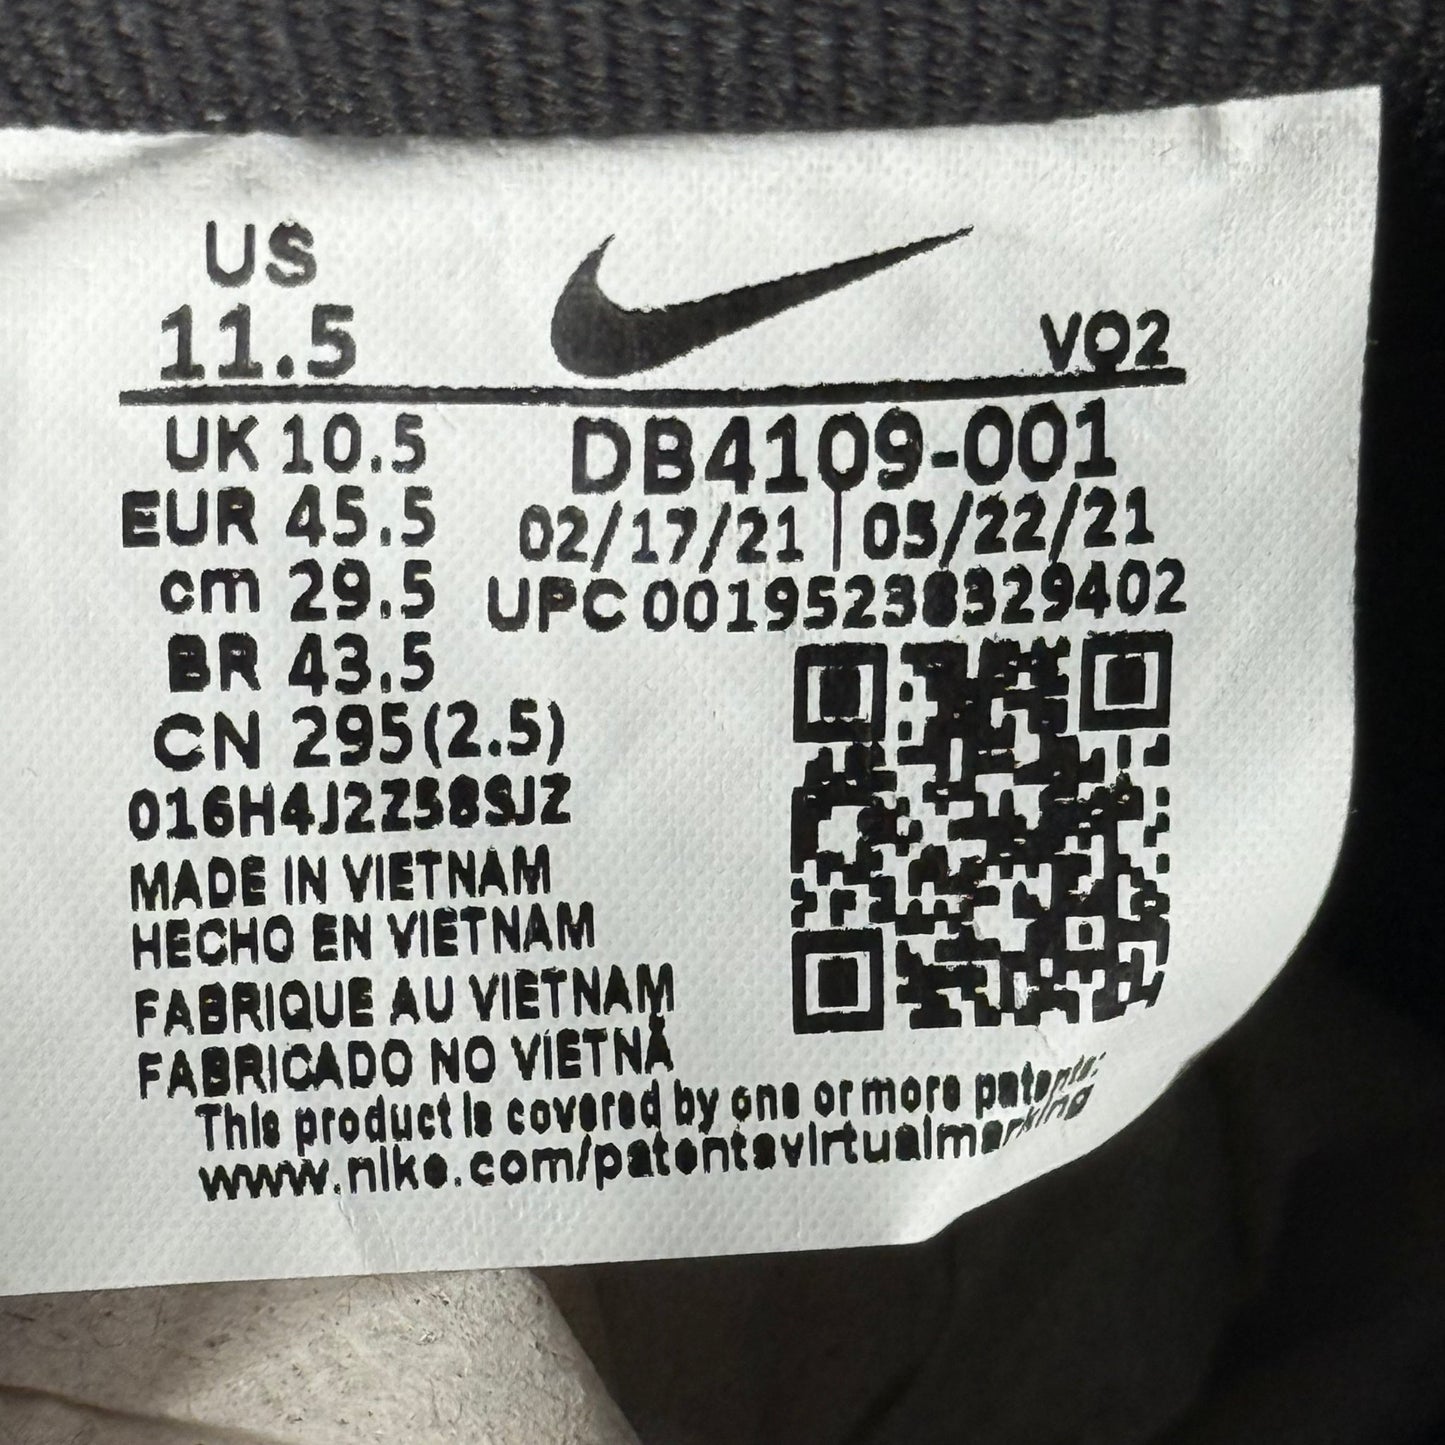 US
11.5
VO2
UK 10.5
EUR 45.5
cm 29.5
BR 43.5
CN 295(2.5)
016H4J2Z58SJZ
MADE IN VIETNAM
HECHO EN VIETNAM
FABRIQUE AU VIETNAM
FABRICADO NO VIETNÃ
DB4109-001
02/17/21 | 05/22/21
UPC 00195238329402
This product is covered by one or more patents:
www.nike.com/patentsvirtualmarking